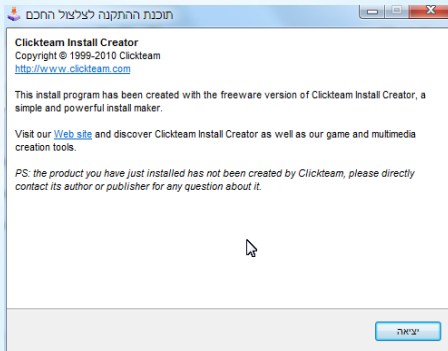 תוכנת ההתקנה לצלצול החכם
Clickteam Install Creator
Copyright © 1999-2010 Clickteam
http://www.clickteam.com
This install program has been created with the freeware version of Clickteam Install Creator, a
simple and powerful install maker.
Visit our Web site and discover Clickteam Install Creator as well as our game and multimedia
creation tools.
PS: the product you have just installed has not been created by Clickteam, please directly
contact its author or publisher for any question about it.
יציאה